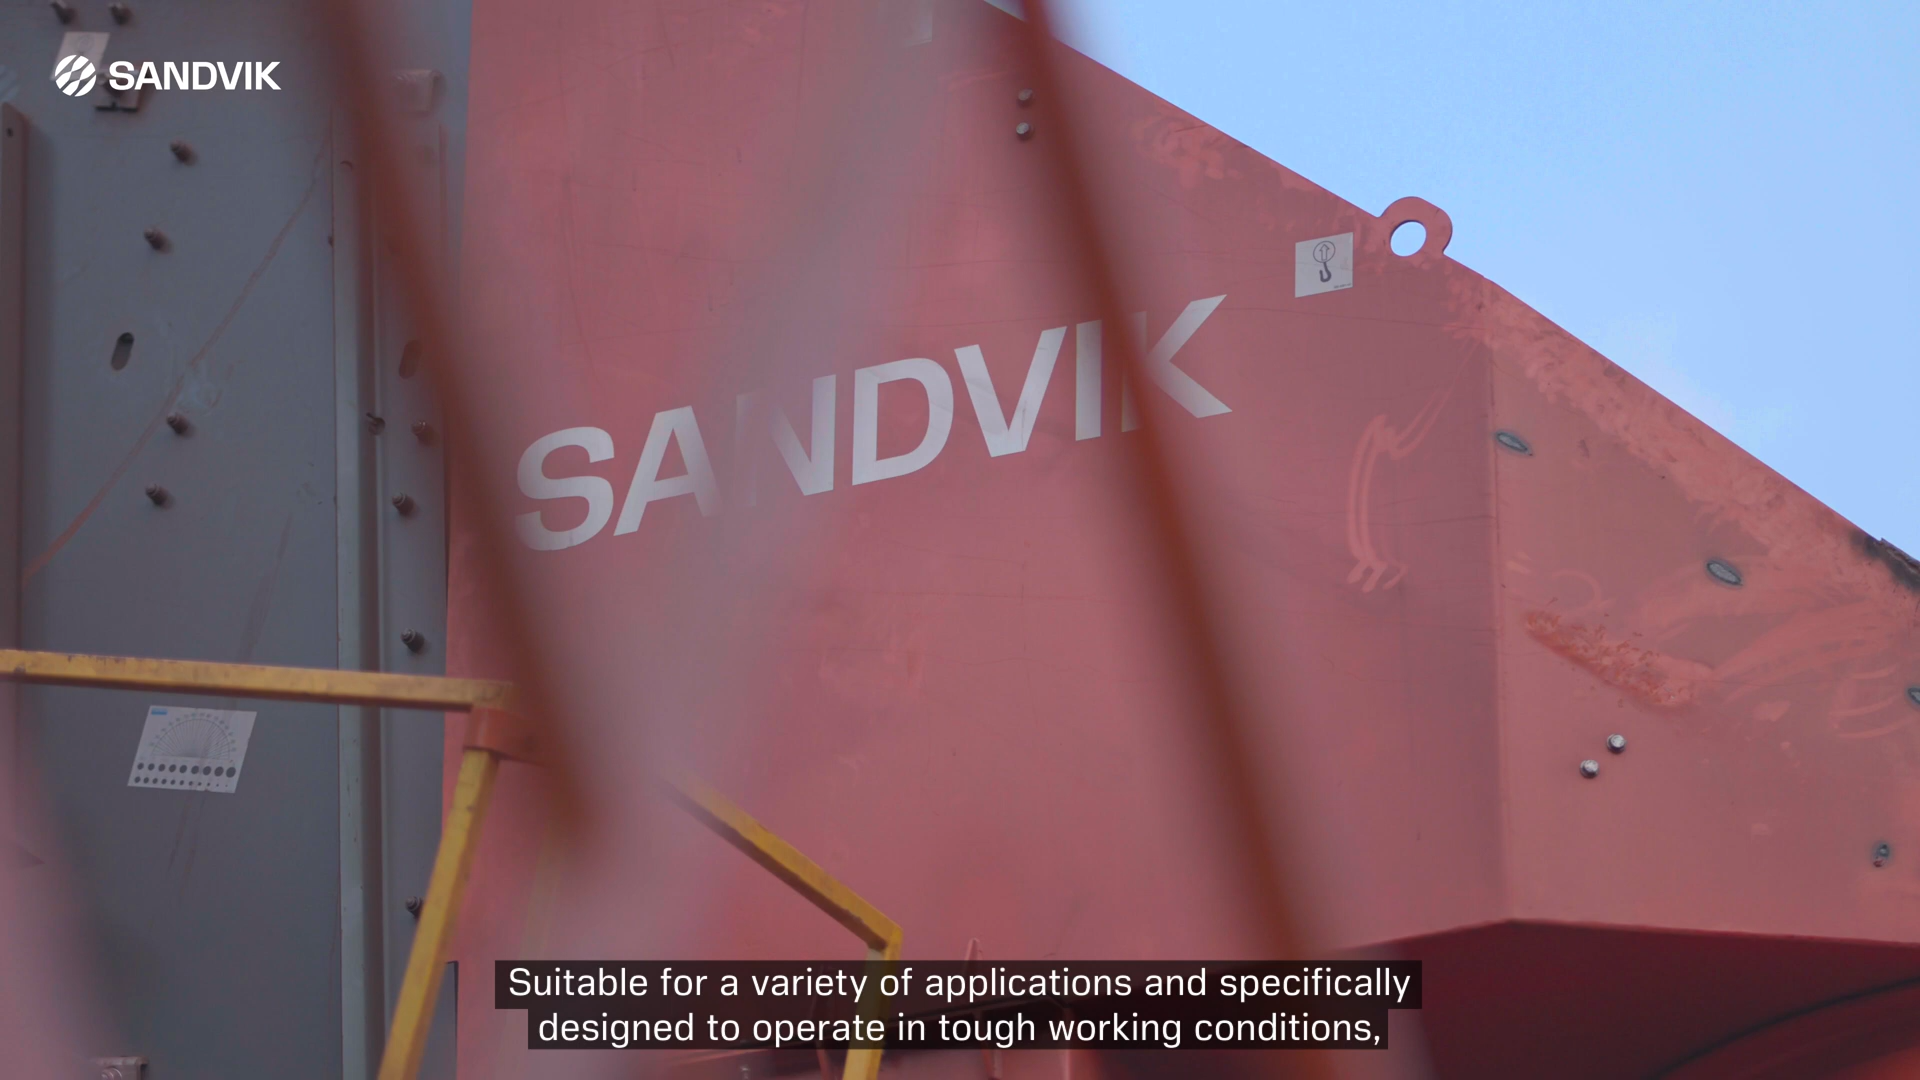 SANDVIK
SANDVIK
Suitable for a variety of applications and specifically
designed to operate in tough working conditions,